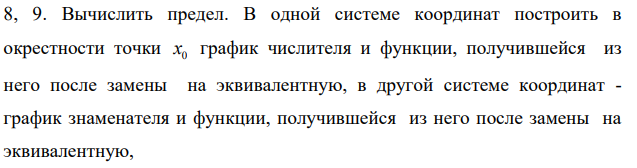 8, 9. Вычислить предел. В одной системе координат построить в
окрестности точки x₀ график числителя и функции, получившейся из
него после замены на эквивалентную, в другой системе координат -
график знаменателя и функции, получившейся из него после замены на
эквивалентную,